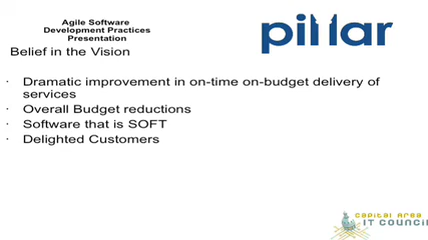 Agile Software
Development Practices
Presentation
pillar
Belief in the Vision
· Dramatic improvement in on-time on-budget delivery of
services
· Overall Budget reductions
· Software that is SOFT
· Delighted Customers
CAPITAL AREA
IT COUNCIL